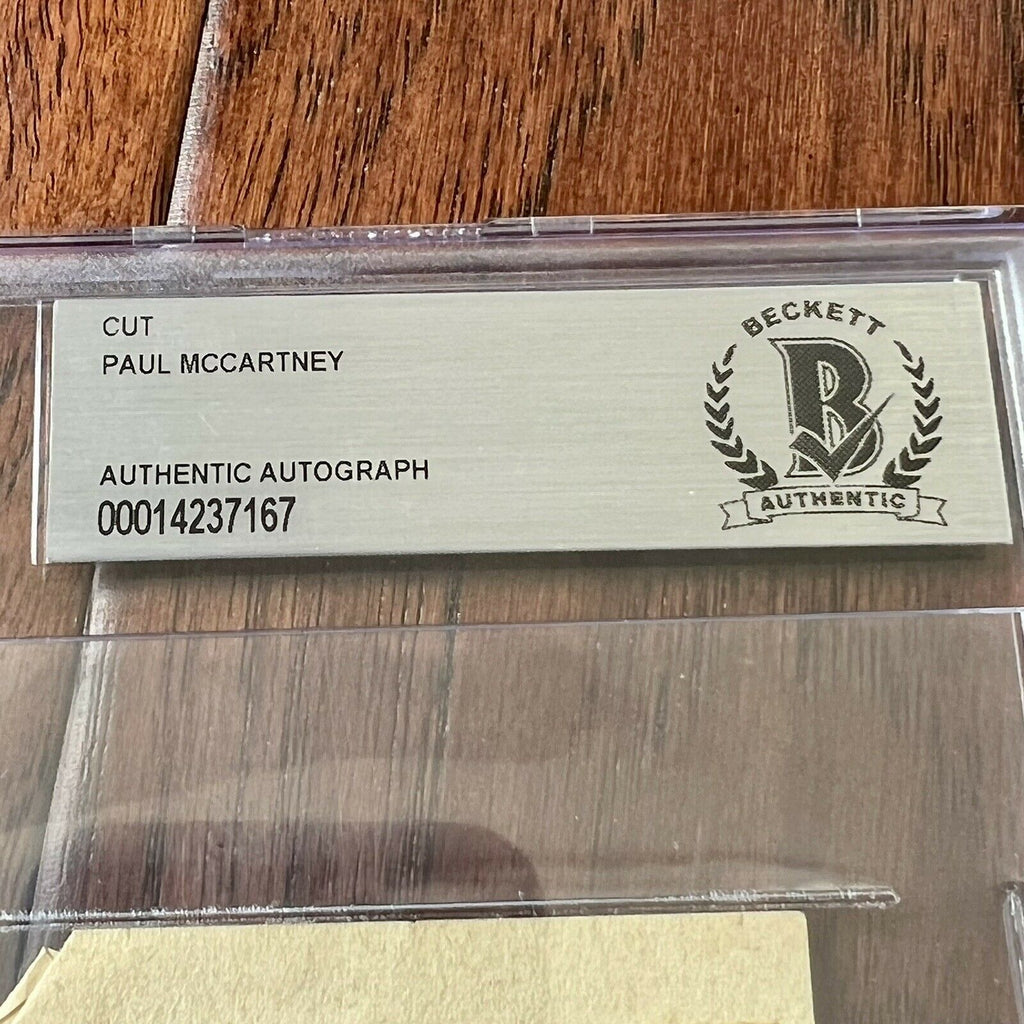 CUT
PAUL MCCARTNEY
AUTHENTIC AUTOGRAPH
00014237167
BECKETT
B
AUTHENTIC